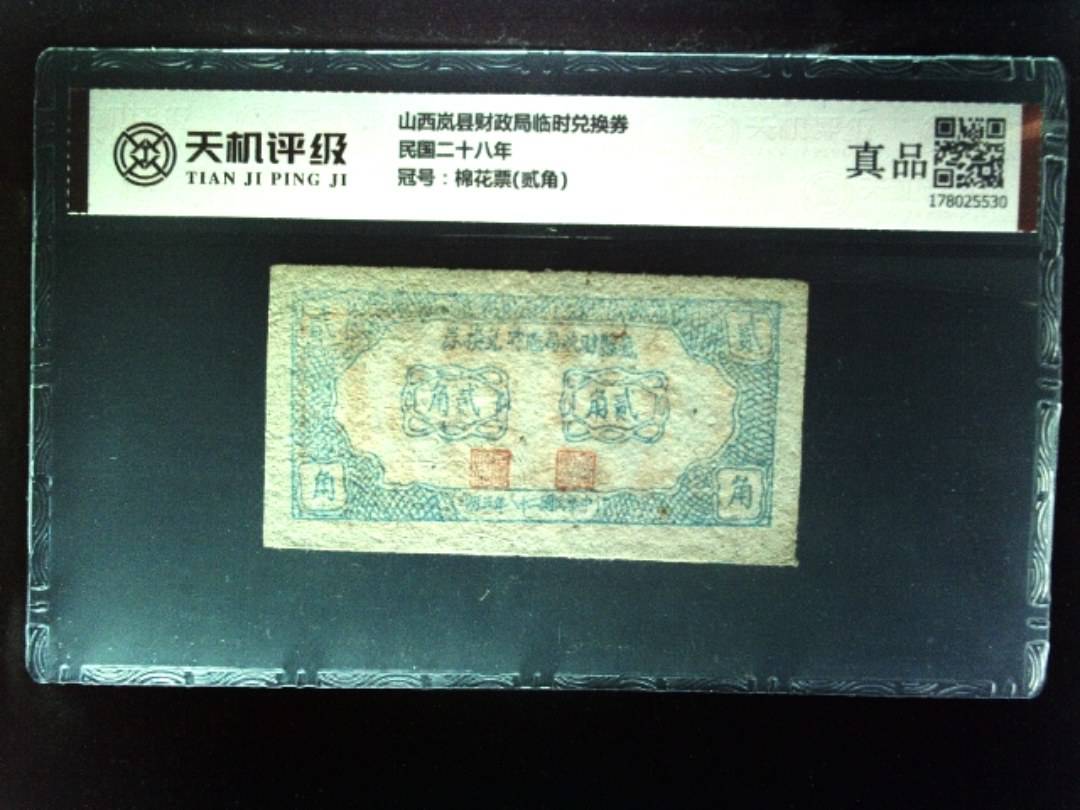 天机评级
TIAN JI PING JI
山西岚县财政局临时兑换券
民国二十八年
冠号：棉花票(贰角)
真品
178025530
贰
角贰
角贰
角
角